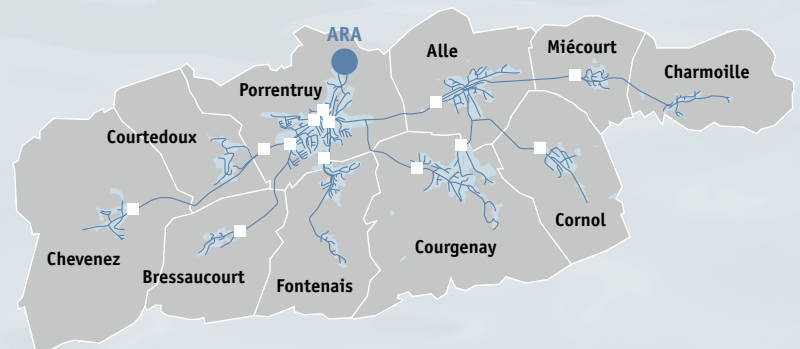 ARA
Alle
Miécourt
Charmoille
Porrentruy
Courtedoux
Cornol
Courgenay
Chevenez
Bressaucourt
Fontenais